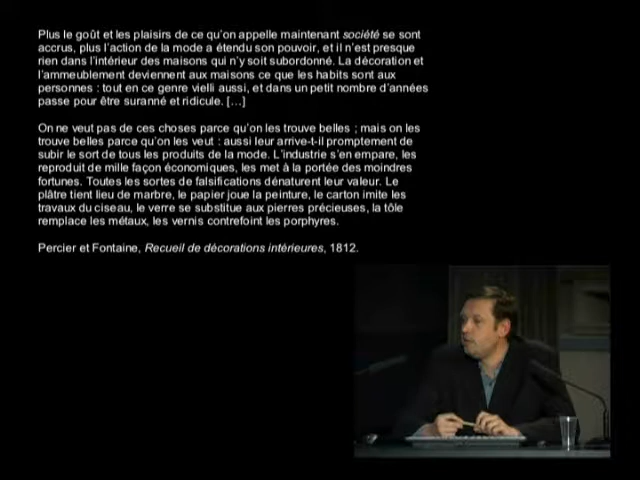 Plus le goût et les plaisirs de ce qu'on appelle maintenant société se sont
accrus, plus l'action de la mode a étendu son pouvoir, et il n'est presque
rien dans l'intérieur des maisons qui n'y soit subordonné. La décoration et
l'ammeublement deviennent aux maisons ce que les habits sont aux
personnes : tout en ce genre vielli aussi, et dans un petit nombre d'années
passe pour être suranné et ridicule. […]
On ne veut pas de ces choses parce qu'on les trouve belles ; mais on les
trouve belles parce qu'on les veut : aussi leur arrive-t-il promptement de
subir le sort de tous les produits de la mode. L'industrie s'en empare, les
reproduit de mille façon économiques, les met à la portée des moindres
fortunes. Toutes les sortes de falsifications dénaturent leur valeur. Le
plâtre tient lieu de marbre, le papier joue la peinture, le carton imite les
travaux du ciseau, le verre se substitue aux pierres précieuses, la tôle
remplace les métaux, les vernis contrefoint les porphyres.
Percier et Fontaine, Recueil de décorations intérieures, 1812.